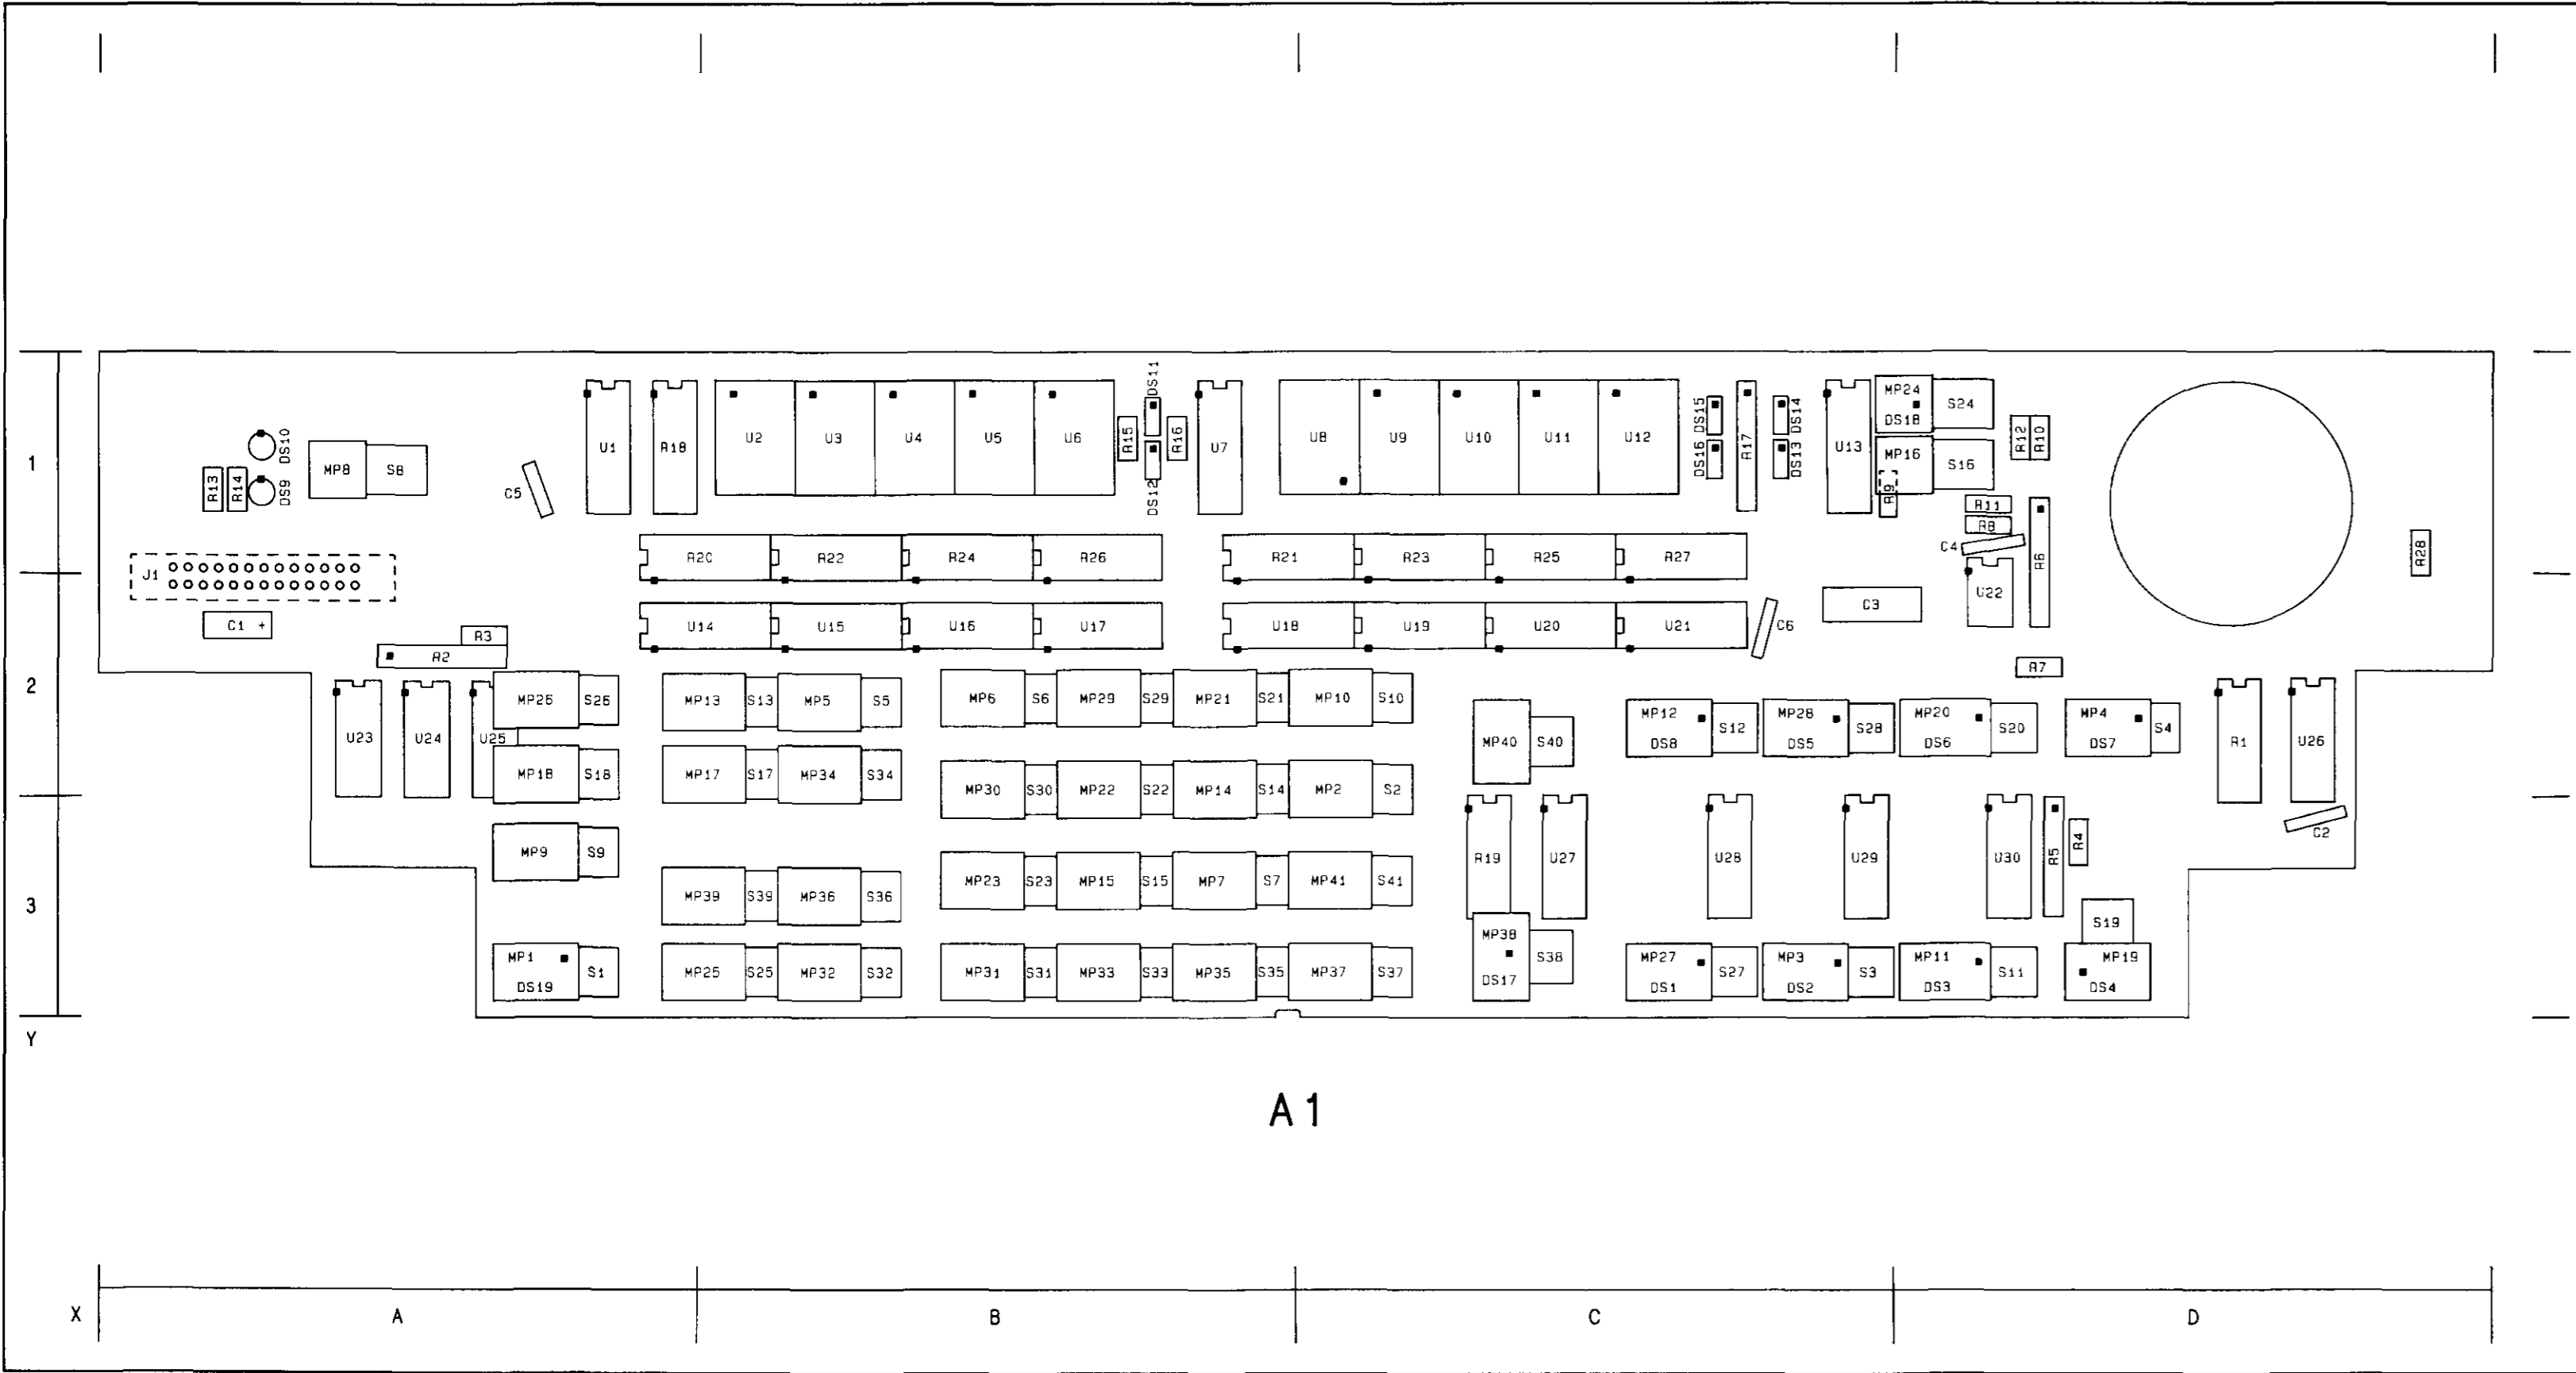 DS11
MP24 S24
DS15 DS14
U1 R18 U2 U3 U4 U5 U6 R15 R16 U7 U8 U9 U10 U11 U12 R17 U13 DS18
DS10 R12 R10
1 MP8 S8 DS16 DS13 MP16 S16
R13 R14 DS9 C5 DS12 R9
R11
R8
C4 R6 R28
R20 R22 R24 R26 R21 R23 R25 R27
J1
U22
C1 + C3
R3 U14 U15 U16 U17 U18 U19 U20 U21 C6
R2
R7
2 MP26 S26 MP13 S13 MP5 S5 MP6 S6 MP29 S29 MP21 S21 MP10 S10
MP12 S12 MP28 S28 MP20 S20 MP4 S4
DS8 DS5 DS6 DS7
U23 U24 U25 MP40 S40 R1 U26
MP18 S18 MP17 S17 MP34 S34 MP30 S30 MP22 S22 MP14 S14 MP2 S2
C2
MP9 S9 R19 U27 U28 U29 U30 R5 R4
MP23 S23 MP15 S15 MP7 S7 MP41 S41
3 MP39 S39 MP36 S36
MP38 S19
MP1 S1 MP25 S25 MP32 S32 MP31 S31 MP33 S33 MP35 S35 MP37 S37 S38 MP27 S27 MP3 S3 MP11 S11 MP19
DS19 DS17 DS1 DS2 DS3 DS4
Y
A1
X A B C D